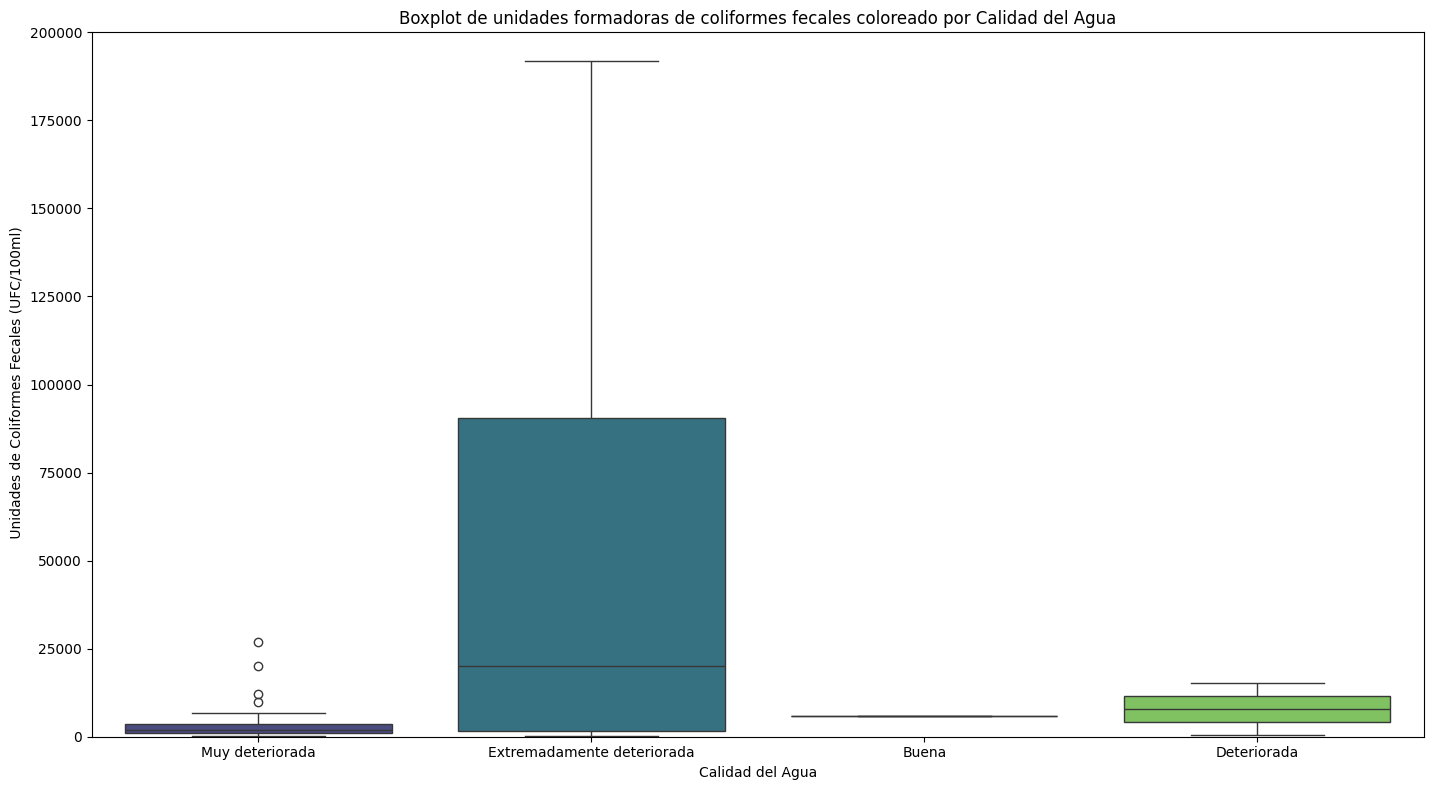 Boxplot de unidades formadoras de coliformes fecales coloreado por Calidad del Agua
Unidades de Coliformes Fecales (UFC/100ml)
200000
175000
150000
125000
100000
75000
50000
25000
0
Muy deteriorada
Extremadamente deteriorada
Buena
Deteriorada
Calidad del Agua